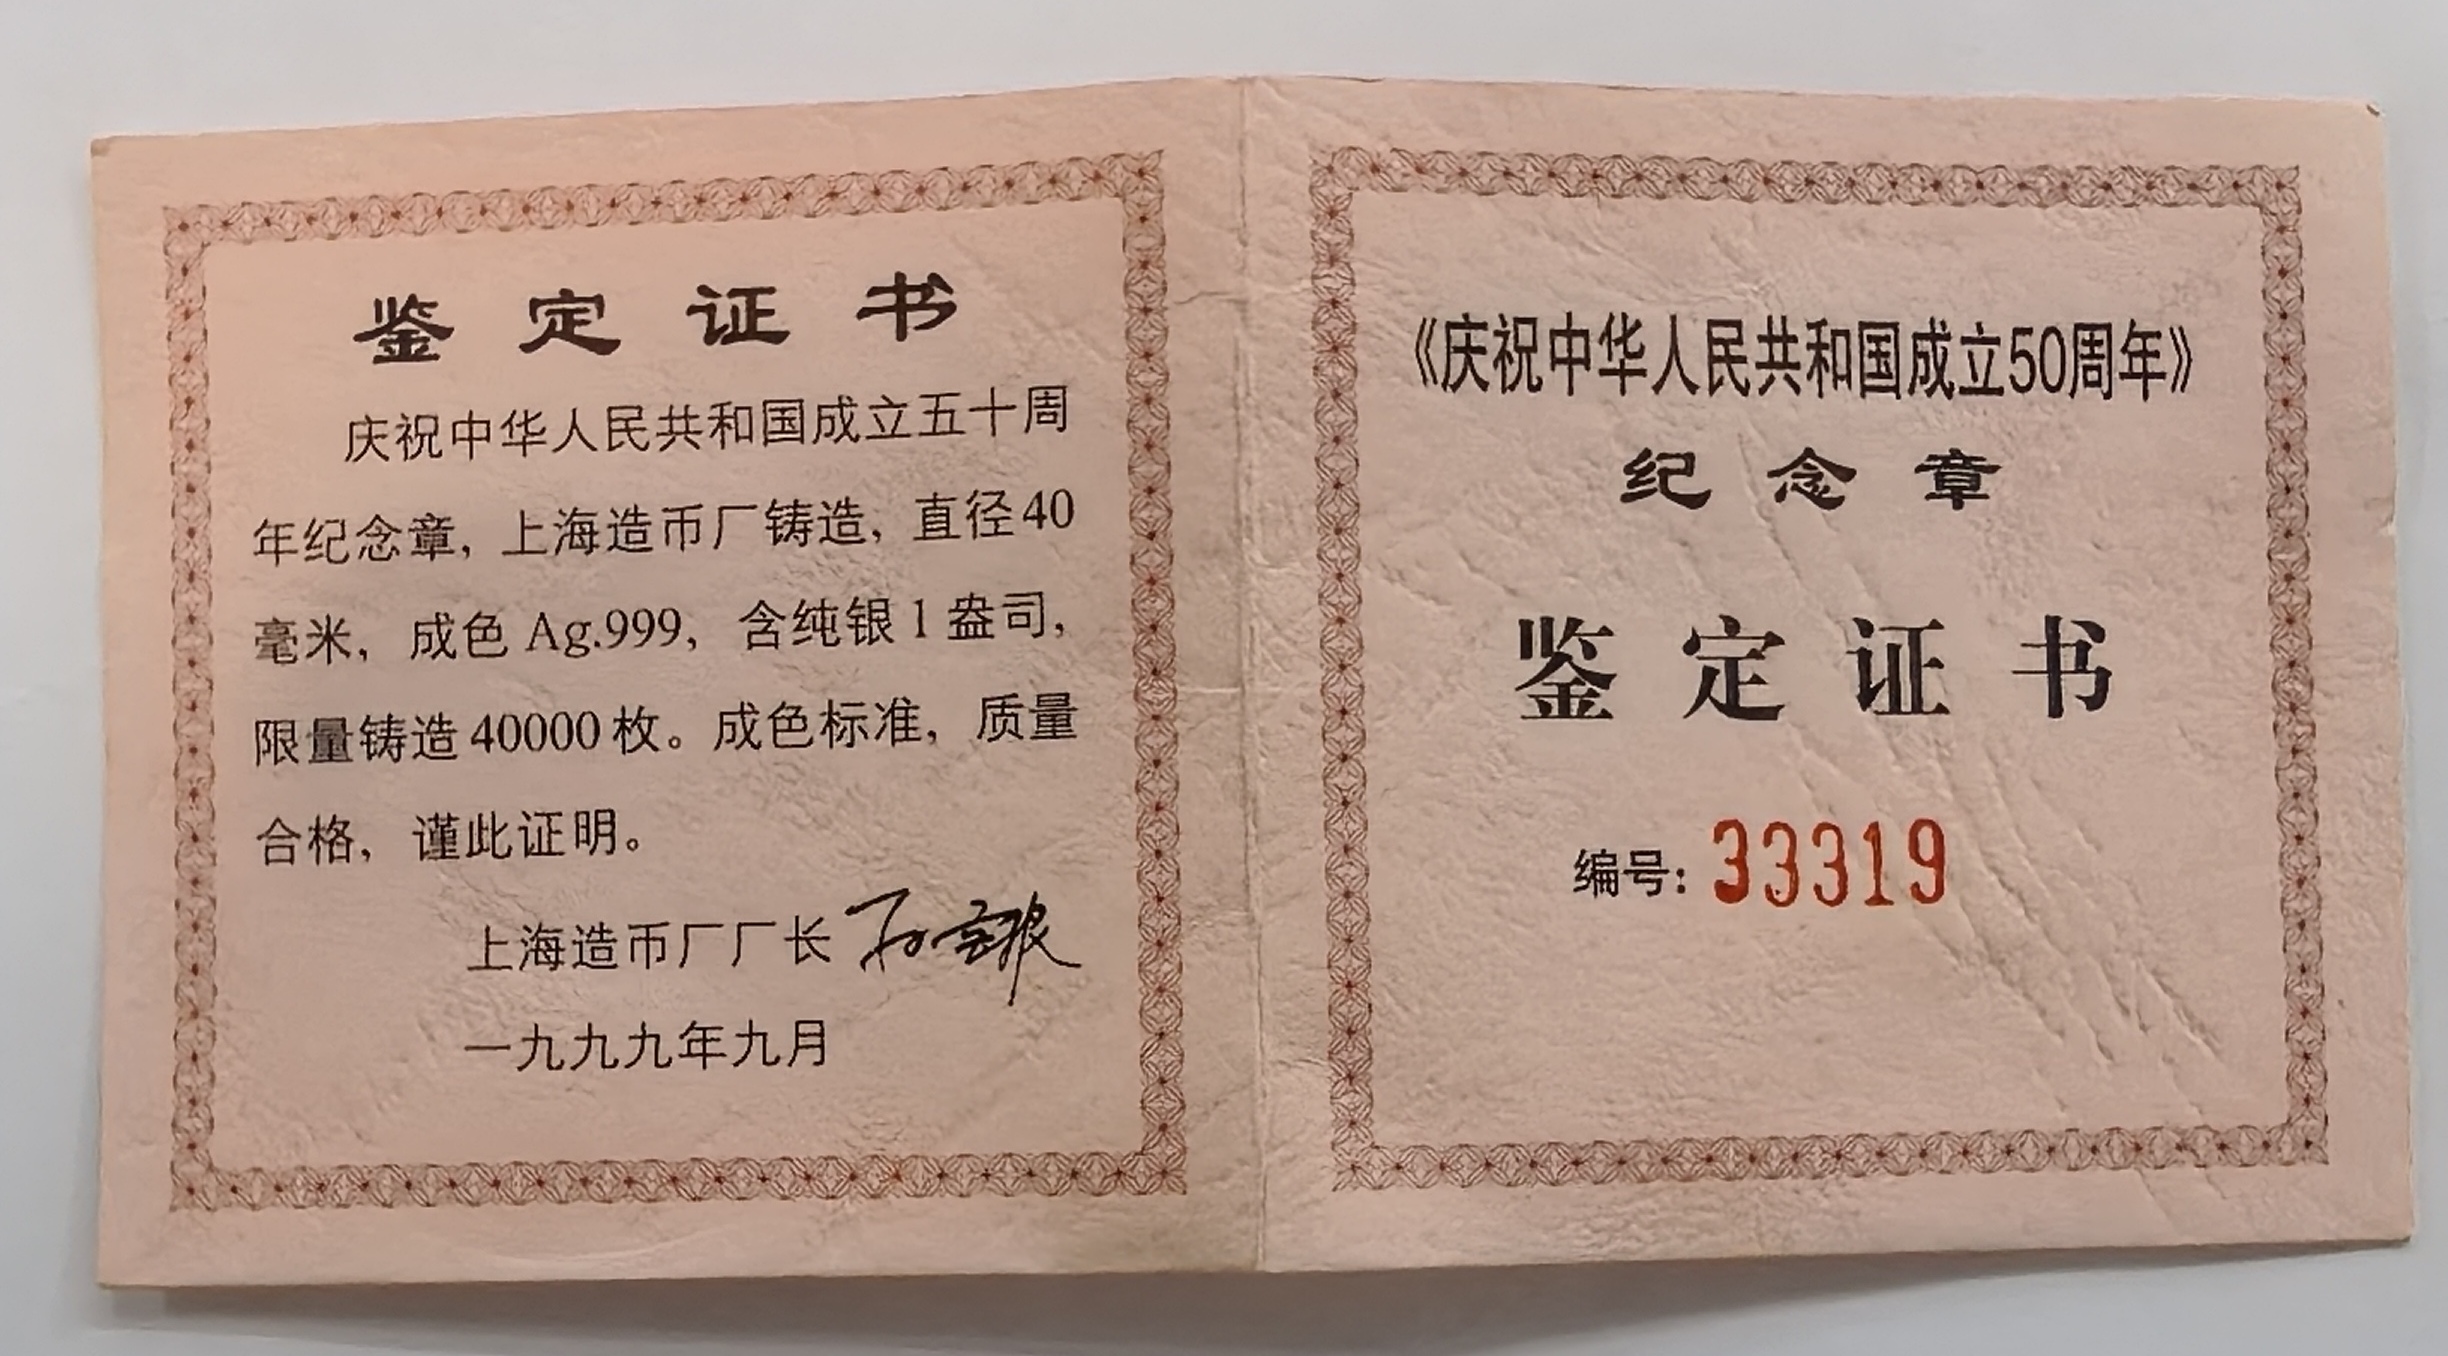 鉴定证书
庆祝中华人民共和国成立五十周
年纪念章，上海造币厂铸造，直径40
毫米，成色 Ag.999，含纯银1盎司，
限量铸造40000枚。成色标准，质量
合格，谨此证明。
上海造币厂厂长
一九九九年九月
《庆祝中华人民共和国成立50周年》
纪念章
鉴定证书
编号：33319